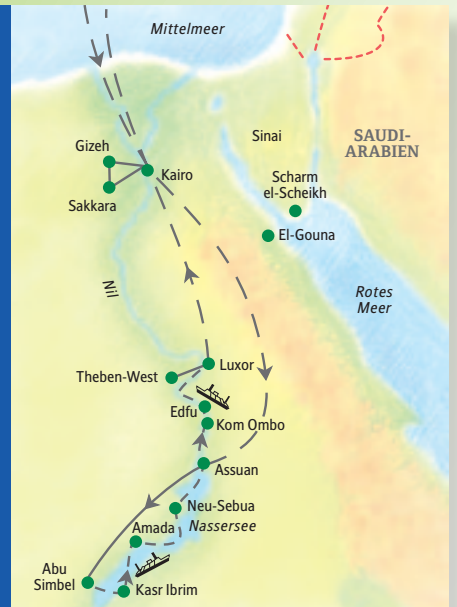 Mittelmeer
Gizeh
Kairo
Sakkara
Sinai
SAUDI-
ARABIEN
Scharm
el-Scheikh
El-Gouna
Nil
Rotes
Meer
Luxor
Theben-West
Edfu
Kom Ombo
Assuan
Neu-Sebua
Nassersee
Amada
Abu
Simbel
Kasr Ibrim